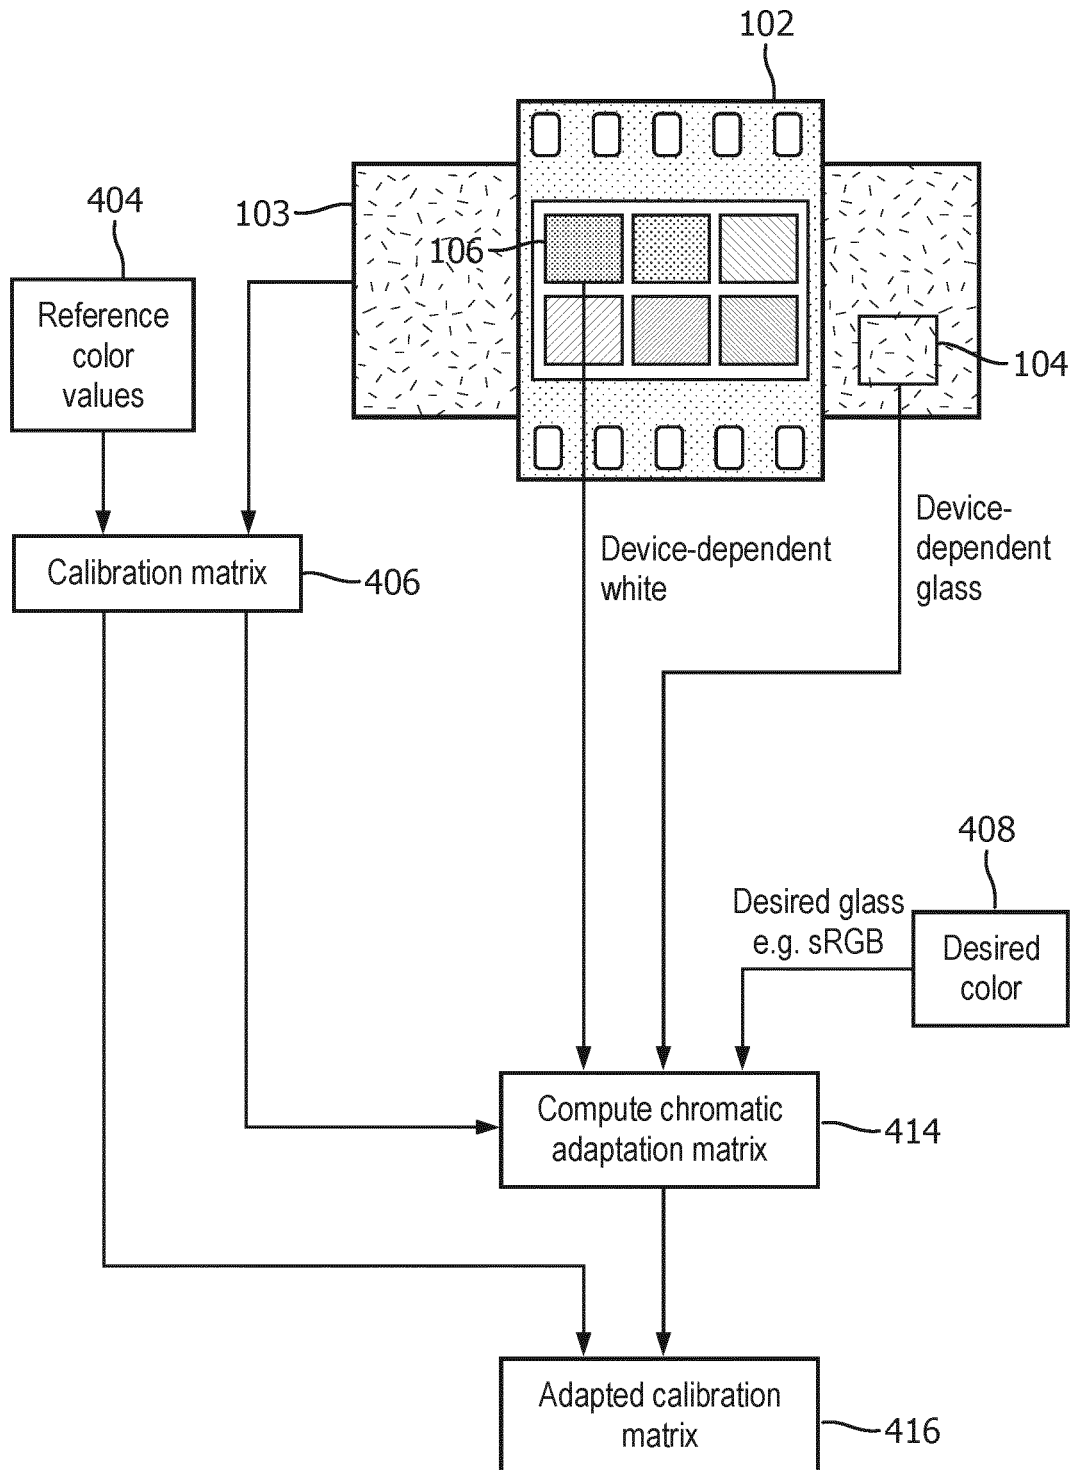 102
404
103
106
Reference
color
values
104
Device-
dependent
glass
Device-dependent
white
Calibration matrix
406
408
Desired glass
e.g. sRGB
Desired
color
Compute chromatic
adaptation matrix
414
Adapted calibration
matrix
416